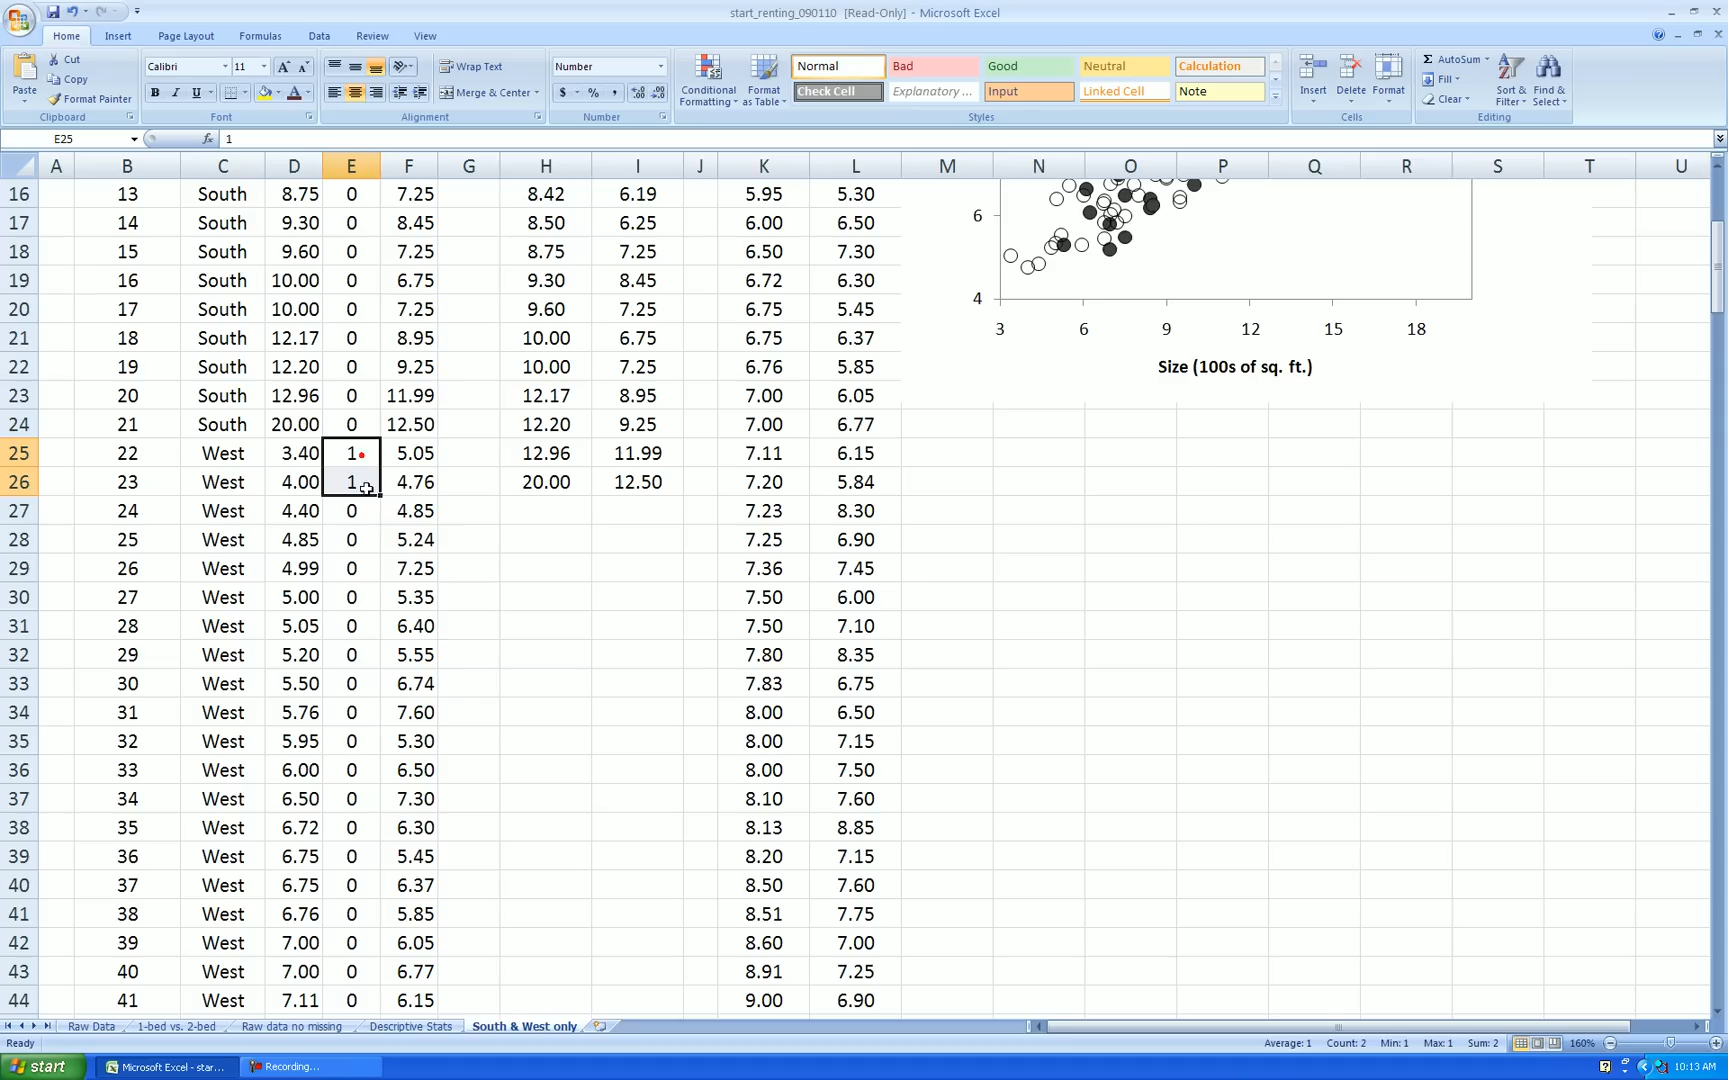 start_renting_090110 [Read-Only] - Microsoft Excel
Home Insert Page Layout Formulas Data Review View
Paste Cut Copy Format Painter Clipboard
Calibri 11 B I U Font
Wrap Text Merge & Center Alignment
Number $ % , Number
Conditional Formatting Format as Table Normal Bad Good Neutral Calculation
Check Cell Explanatory ... Input Linked Cell Note Styles
Insert Delete Format Cells
AutoSum Fill Clear Sort & Filter Find & Select Editing
E25 fx 1
A B C D E F G H I J K L M N O P Q R S T U
16 13 South 8.75 0 7.25 8.42 6.19 5.95 5.30
17 14 South 9.30 0 8.45 8.50 6.25 6.00 6.50
18 15 South 9.60 0 7.25 8.75 7.25 6.50 7.30
19 16 South 10.00 0 6.75 9.30 8.45 6.72 6.30
20 17 South 10.00 0 7.25 9.60 7.25 6.75 5.45
21 18 South 12.17 0 8.95 10.00 6.75 6.75 6.37
22 19 South 12.20 0 9.25 10.00 7.25 6.76 5.85
23 20 South 12.96 0 11.99 12.17 8.95 7.00 6.05
24 21 South 20.00 0 12.50 12.20 9.25 7.00 6.77
25 22 West 3.40 1 5.05 12.96 11.99 7.11 6.15
26 23 West 4.00 1 4.76 20.00 12.50 7.20 5.84
27 24 West 4.40 0 4.85 7.23 8.30
28 25 West 4.85 0 5.24 7.25 6.90
29 26 West 4.99 0 7.25 7.36 7.45
30 27 West 5.00 0 5.35 7.50 6.00
31 28 West 5.05 0 6.40 7.50 7.10
32 29 West 5.20 0 5.55 7.80 8.35
33 30 West 5.50 0 6.74 7.83 6.75
34 31 West 5.76 0 7.60 8.00 6.50
35 32 West 5.95 0 5.30 8.00 7.15
36 33 West 6.00 0 6.50 8.00 7.50
37 34 West 6.50 0 7.30 8.10 7.60
38 35 West 6.72 0 6.30 8.13 8.85
39 36 West 6.75 0 5.45 8.20 7.15
40 37 West 6.75 0 6.37 8.50 7.60
41 38 West 6.76 0 5.85 8.51 7.75
42 39 West 7.00 0 6.05 8.60 7.00
43 40 West 7.00 0 6.77 8.91 7.25
44 41 West 7.11 0 6.15 9.00 6.90
6
4
3 6 9 12 15 18
Size (100s of sq. ft.)
Raw Data 1-bed vs. 2-bed Raw data no missing Descriptive Stats South & West only
Ready Average: 1 Count: 2 Min: 1 Max: 1 Sum: 2 160%
start Microsoft Excel - star... Recording... 10:13 AM